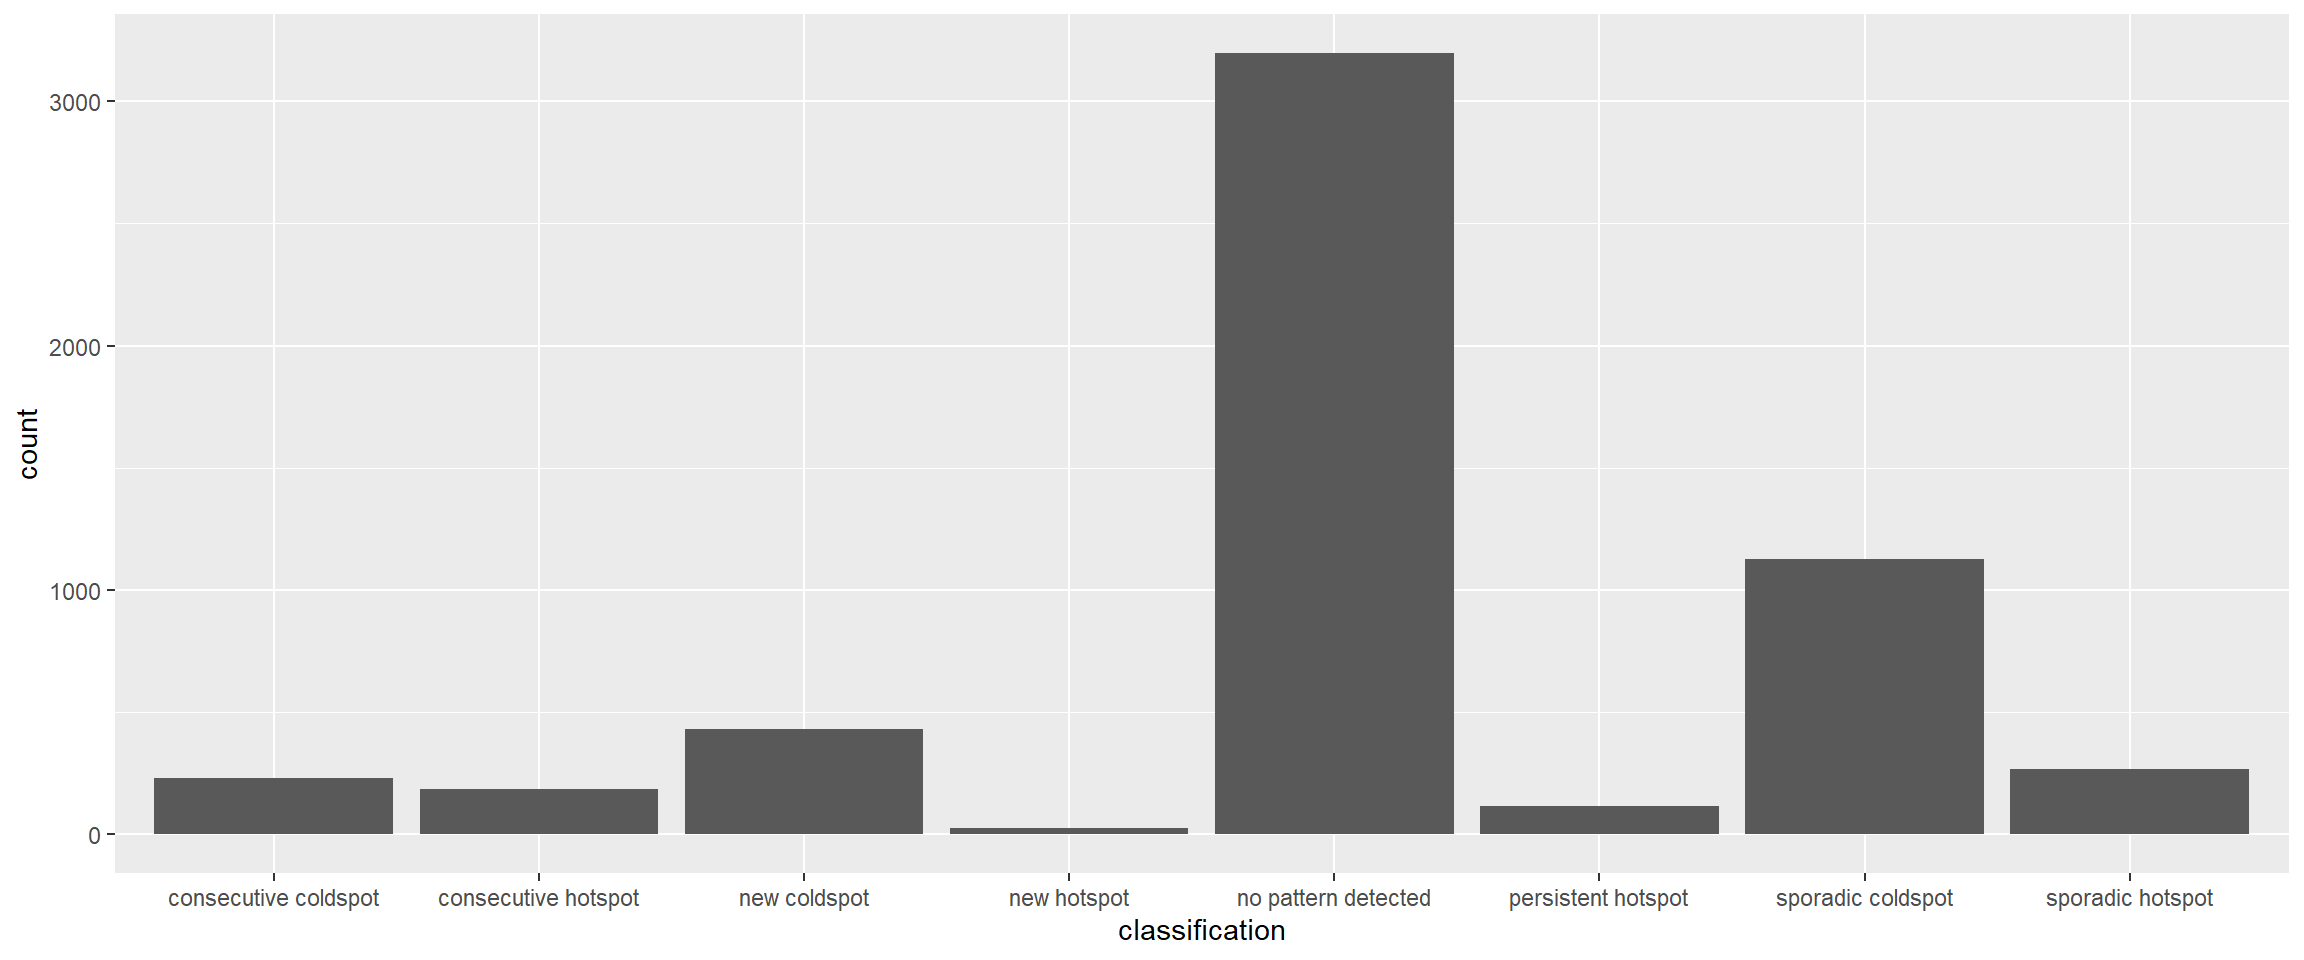 3000
2000
1000
0
count
consecutive coldspot
consecutive hotspot
new coldspot
new hotspot
no pattern detected
persistent hotspot
sporadic coldspot
sporadic hotspot
classification